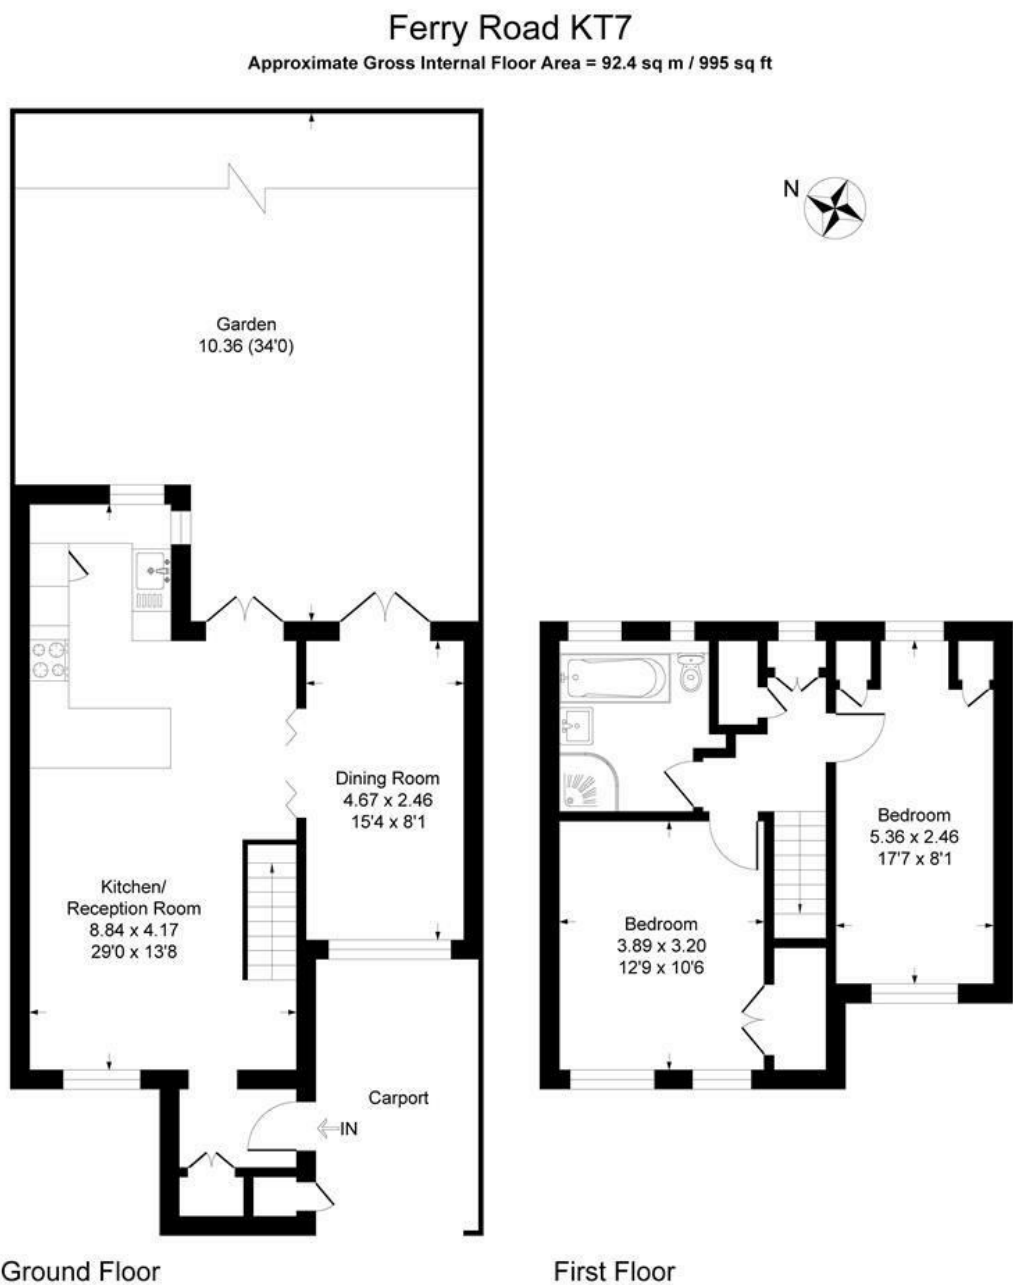 Ferry Road KT7
Approximate Gross Internal Floor Area = 92.4 sq m / 995 sq ft
N
Garden
10.36 (34'0)
Dining Room
4.67 x 2.46
15'4 x 8'1
Kitchen/
Reception Room
8.84 x 4.17
29'0 x 13'8
Carport
IN
Bedroom
5.36 x 2.46
17'7 x 8'1
Bedroom
3.89 x 3.20
12'9 x 10'6
Ground Floor
First Floor